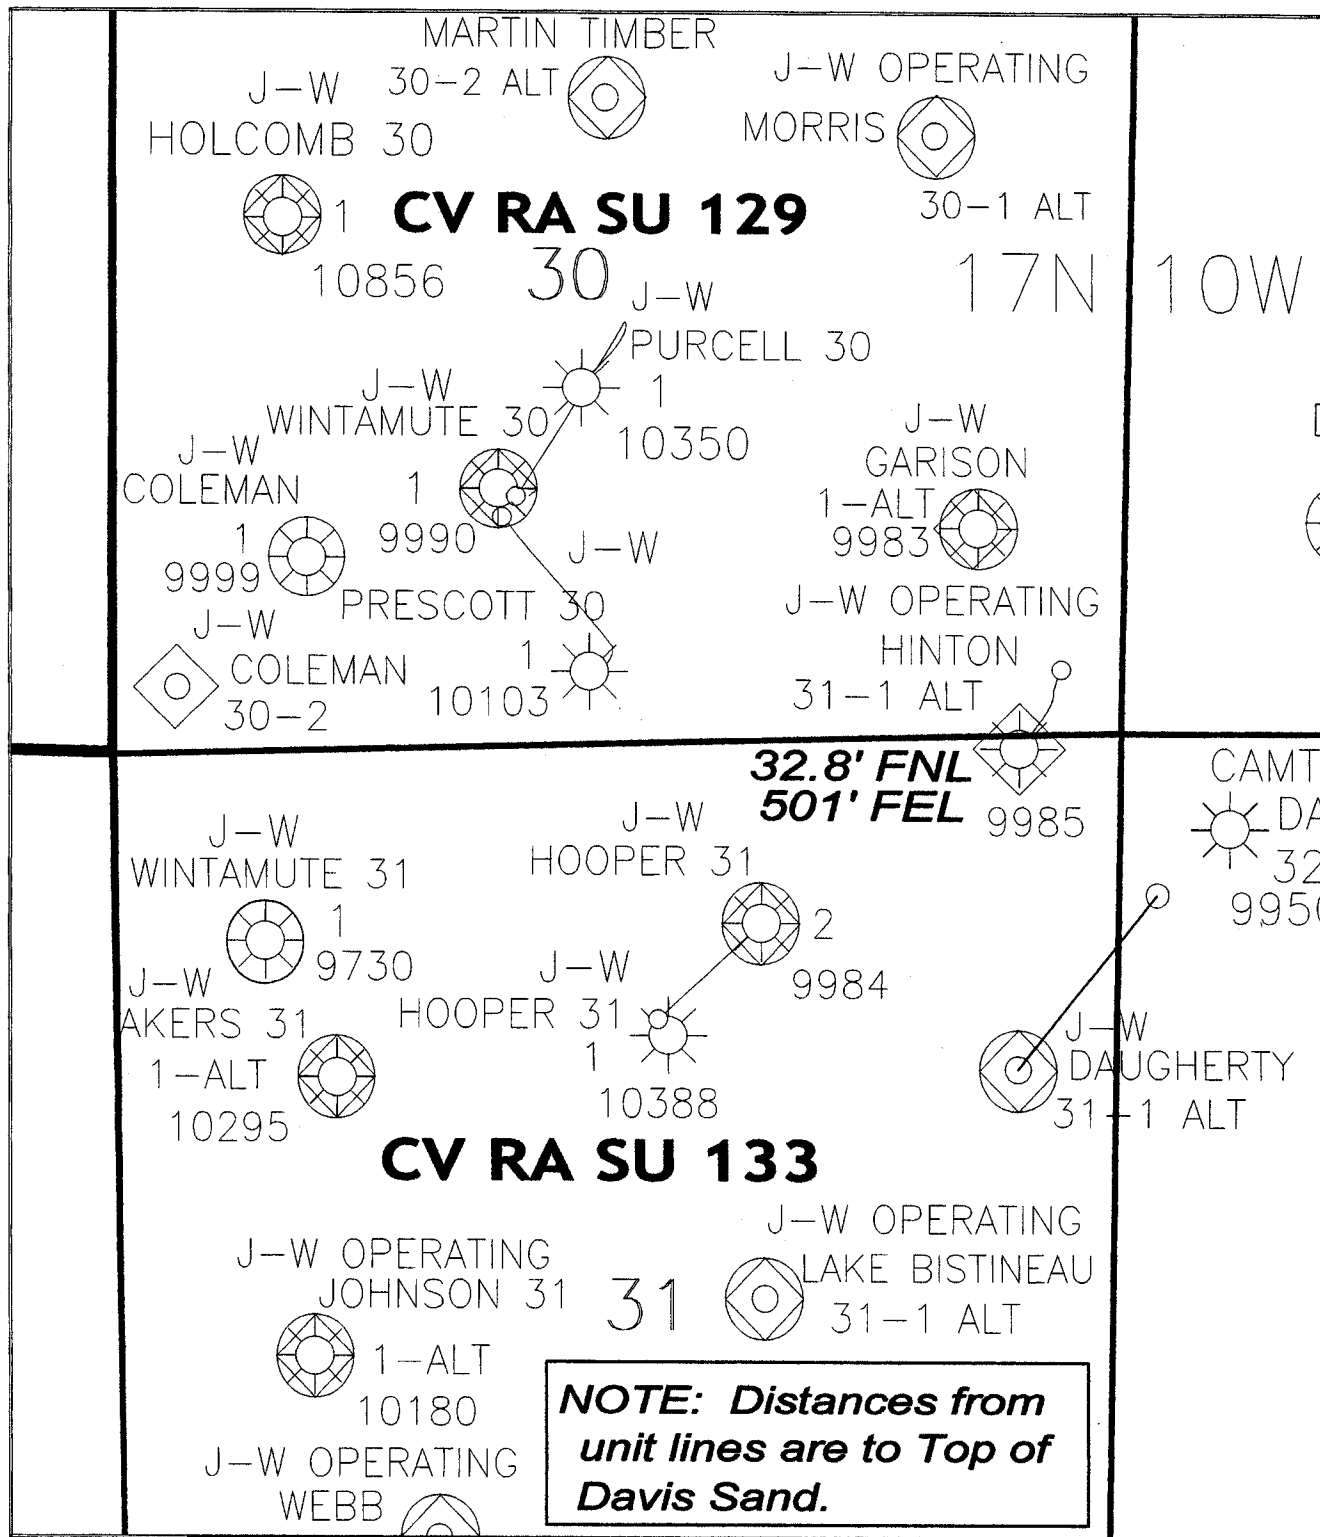 MARTIN TIMBER
30-2 ALT
J-W
HOLCOMB 30
1
10856
J-W OPERATING
MORRIS
30-1 ALT
CV RA SU 129
30
17N 10W
J-W
PURCELL 30
1
10350
J-W
WINTAMUTE 30
1
9990
J-W
COLEMAN
1
9999
J-W
GARISON
1-ALT
9983
J-W
PRESCOTT 30
1
10103
J-W
COLEMAN
30-2
J-W OPERATING
HINTON
31-1 ALT
32.8' FNL
501' FEL
9985
CAMT
DA
32
9950
J-W
WINTAMUTE 31
1
9730
J-W
HOOPER 31
2
9984
J-W
AKERS 31
1-ALT
10295
J-W
HOOPER 31
1
10388
J-W
DAUGHERTY
31-1 ALT
CV RA SU 133
J-W OPERATING
JOHNSON 31
1-ALT
10180
31
J-W OPERATING
LAKE BISTINEAU
31-1 ALT
J-W OPERATING
WEBB
NOTE: Distances from
unit lines are to Top of
Davis Sand.